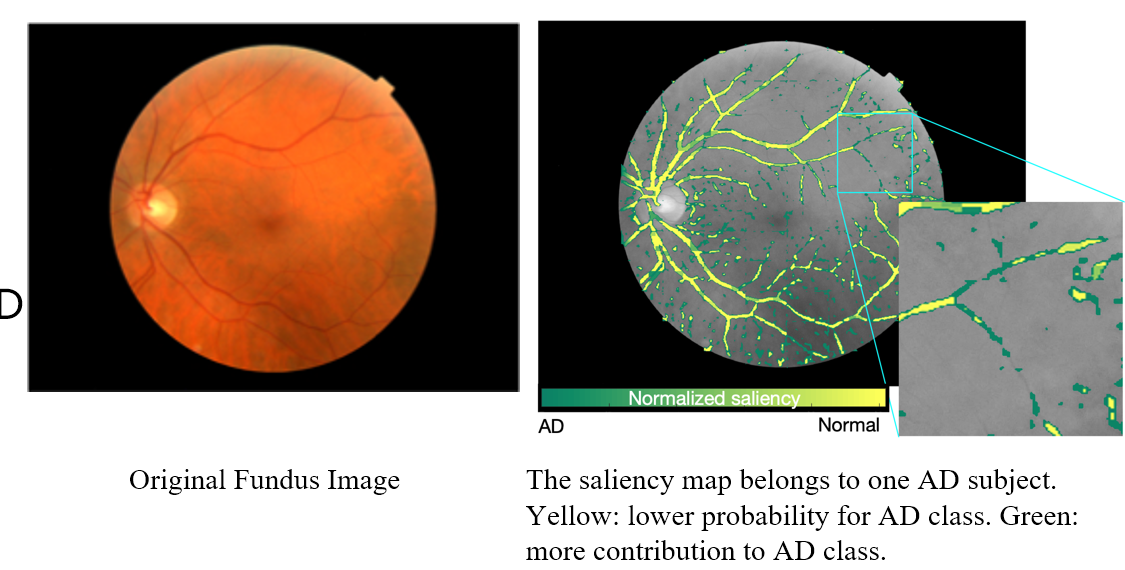 D
Normalized saliency
AD
Normal
Original Fundus Image
The saliency map belongs to one AD subject.
Yellow: lower probability for AD class. Green:
more contribution to AD class.